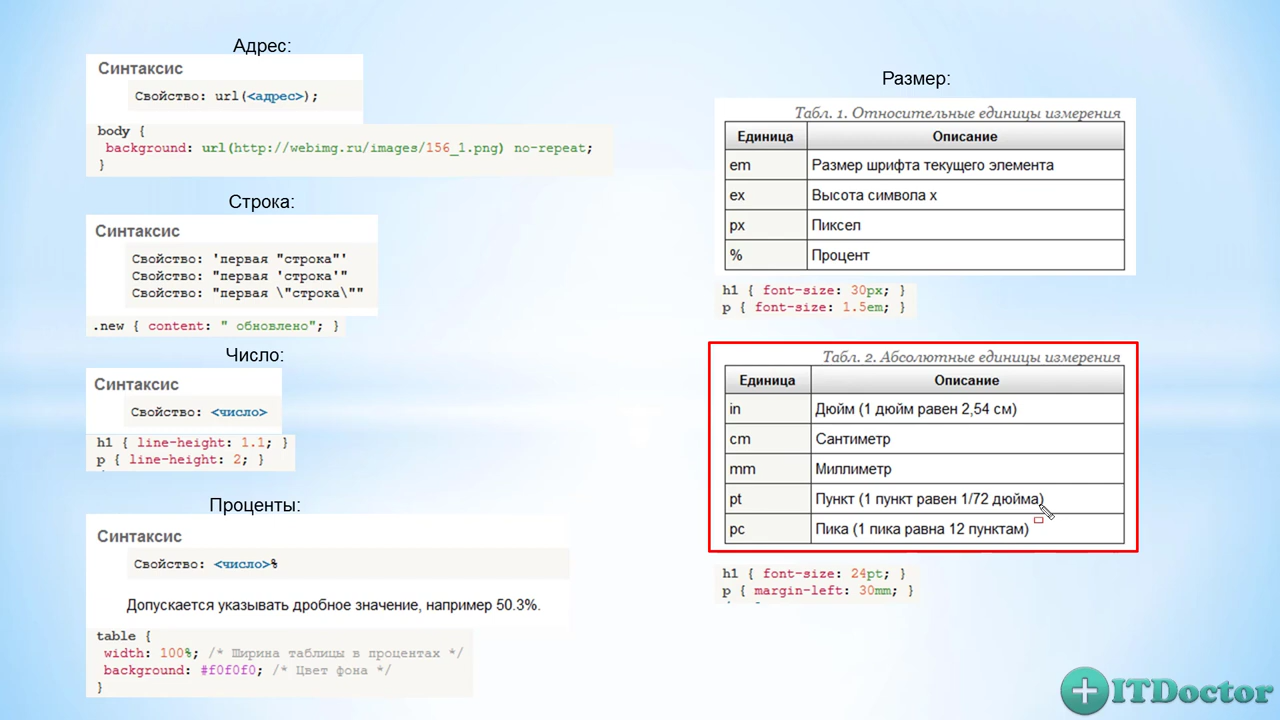 Адрес:
Синтаксис
Свойство: url(<адрес>);
body {
background: url(http://webimg.ru/images/156_1.png) no-repeat;
}
Строка:
Синтаксис
Свойство: 'первая "строка"'
Свойство: "первая 'строка'"
Свойство: "первая \"строка\""
.new { content: " обновлено"; }
Число:
Синтаксис
Свойство: <число>
h1 { line-height: 1.1; }
p { line-height: 2; }
Проценты:
Синтаксис
Свойство: <число>%
Допускается указывать дробное значение, например 50.3%.
table {
width: 100%; /* Ширина таблицы в процентах */
background: #f0f0f0; /* Цвет фона */
}
Размер:
Табл. 1. Относительные единицы измерения
Единица Описание
em Размер шрифта текущего элемента
ex Высота символа x
px Пиксел
% Процент
h1 { font-size: 30px; }
p { font-size: 1.5em; }
Табл. 2. Абсолютные единицы измерения
Единица Описание
in Дюйм (1 дюйм равен 2,54 см)
cm Сантиметр
mm Миллиметр
pt Пункт (1 пункт равен 1/72 дюйма)
pc Пика (1 пика равна 12 пунктам)
h1 { font-size: 24pt; }
p { margin-left: 30mm; }
ITDoctor